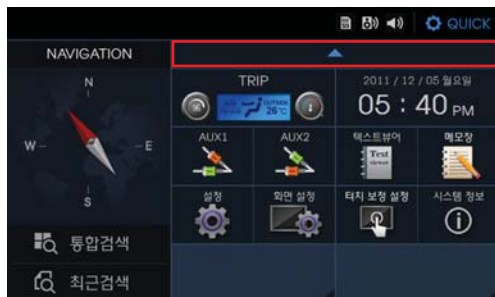 QUICK
NAVIGATION
N
W
E
S
통합검색
최근검색
TRIP
OUTSIDE
26℃
2011 / 12 / 05 월요일
05 : 40 PM
AUX1
AUX2
텍스트뷰어
Text
viewer
메모장
설정
화면 설정
터치 보정 설정
시스템 정보